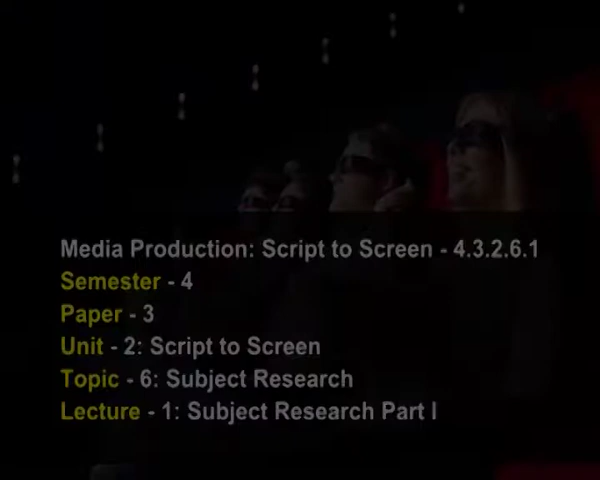 Media Production: Script to Screen - 4.3.2.6.1
Semester - 4
Paper - 3
Unit - 2: Script to Screen
Topic - 6: Subject Research
Lecture - 1: Subject Research Part I